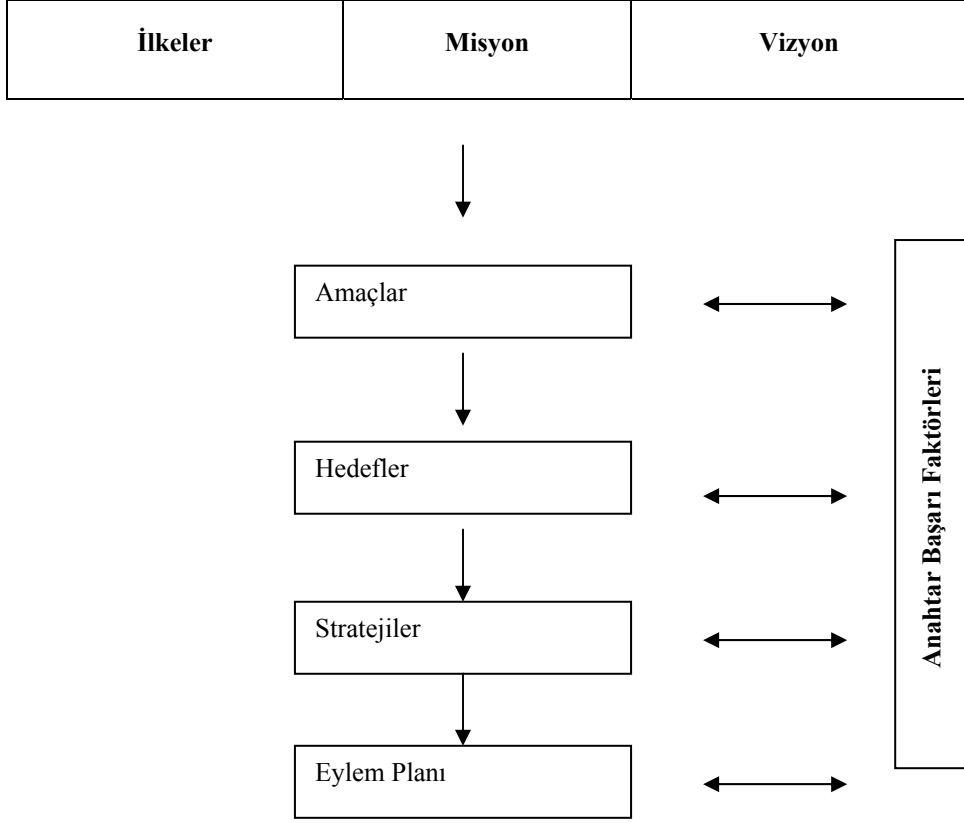 İlkeler
Misyon
Vizyon
Amaçlar
Hedefler
Stratejiler
Eylem Planı
Anahtar Başarı Faktörleri